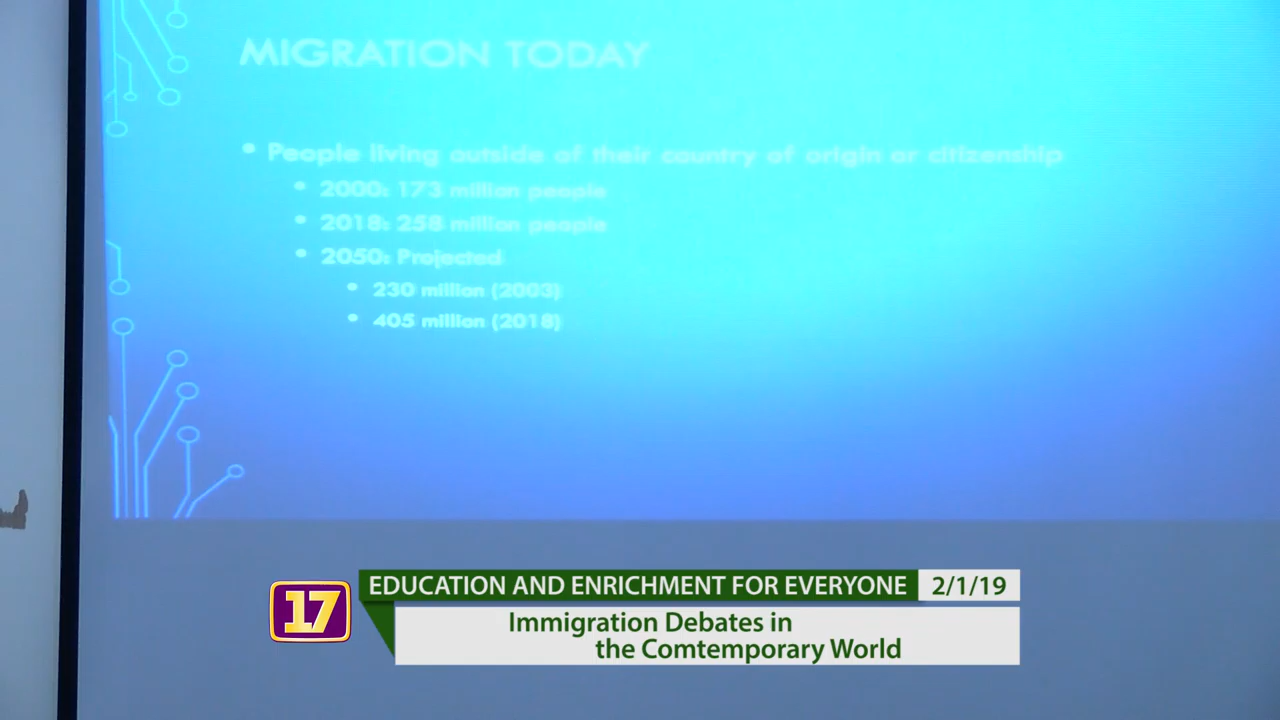 MIGRATION TODAY
• People living outside of their country of origin or citizenship
• 2000: 173 million people
• 2018: 258 million people
• 2050: Projected
• 230 million (2003)
• 405 million (2018)
17
EDUCATION AND ENRICHMENT FOR EVERYONE 2/1/19
Immigration Debates in
the Comtemporary World